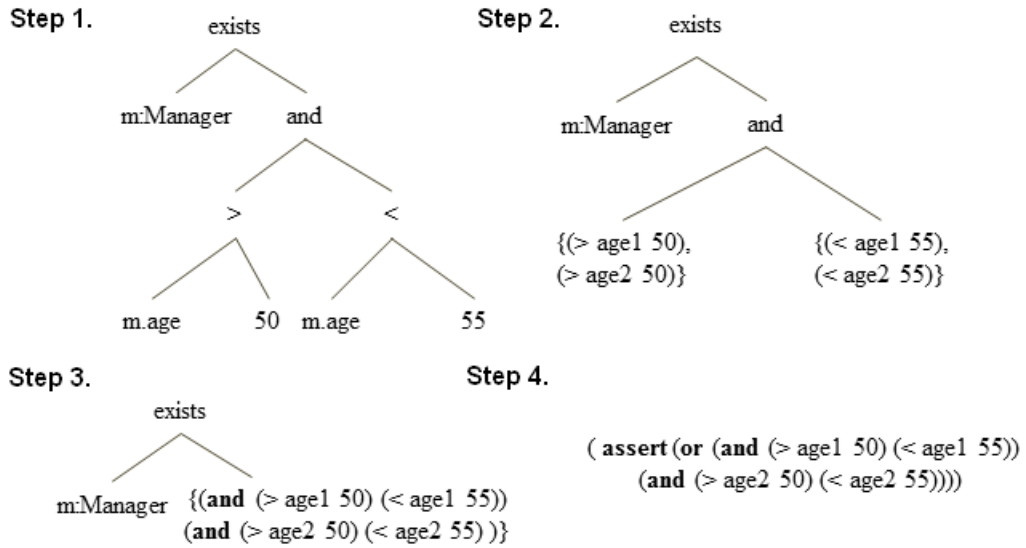 Step 1.
exists
m:Manager and
> <
m.age 50 m.age 55
Step 2.
exists
m:Manager and
{(> age1 50),
(> age2 50)}
{(< age1 55),
(< age2 55)}
Step 3.
exists
m:Manager {(and (> age1 50) (< age1 55))
(and (> age2 50) (< age2 55) )}
Step 4.
( assert (or (and (> age1 50) (< age1 55))
(and (> age2 50) (< age2 55))))